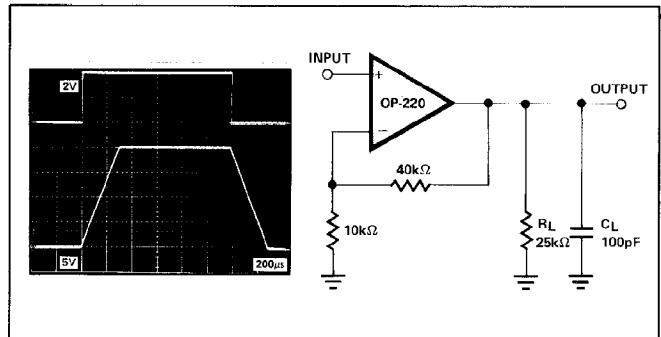 2V
5V
200μs
INPUT
+
OP-220
−
OUTPUT
40kΩ
10kΩ
RL
25kΩ
CL
100pF